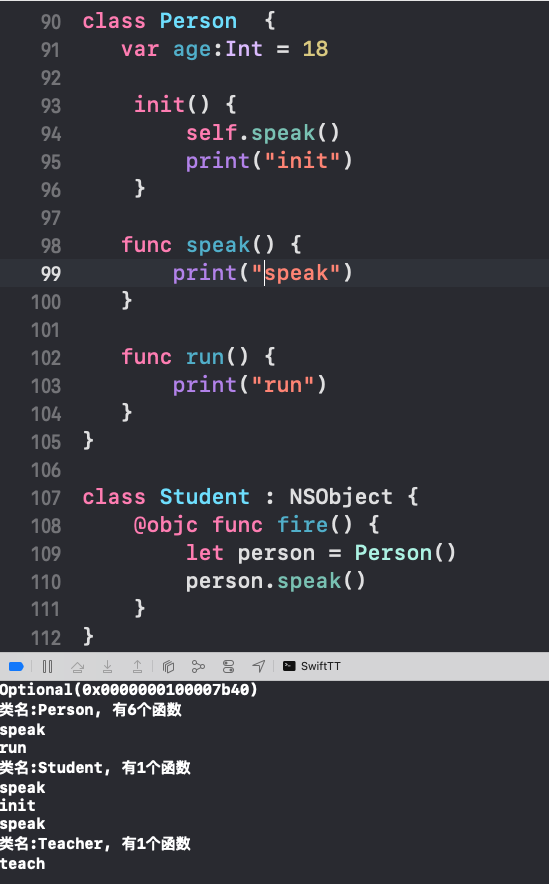 90 class Person  {
91    var age:Int = 18
92
93     init() {
94         self.speak()
95         print("init")
96     }
97
98    func speak() {
99        print("speak")
100    }
101
102    func run() {
103        print("run")
104    }
105 }
106
107 class Student : NSObject {
108     @objc func fire() {
109         let person = Person()
110         person.speak()
111     }
112 }
SwiftTT
Optional(0x0000000100007b40)
类名:Person, 有6个函数
speak
run
类名:Student, 有1个函数
speak
init
speak
类名:Teacher, 有1个函数
teach